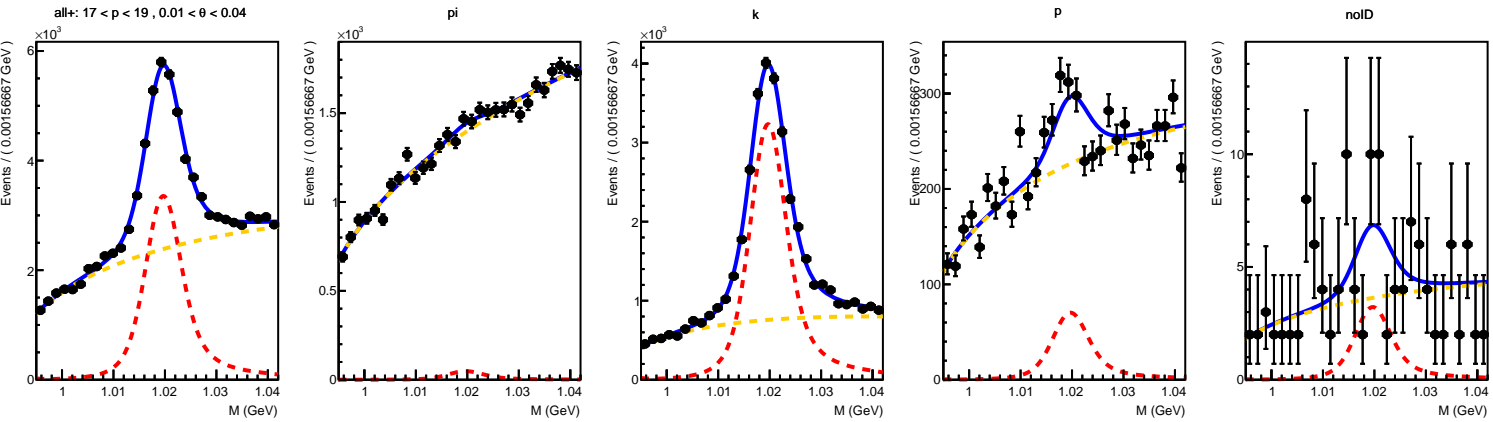 all+: 17 < p < 19 , 0.01 < θ < 0.04
×10³
Events / ( 0.00156667 GeV )
6
4
2
0
1 1.01 1.02 1.03 1.04
M (GeV)
pi
×10³
Events / ( 0.00156667 GeV )
1.5
1
0.5
0
1 1.01 1.02 1.03 1.04
M (GeV)
k
×10³
Events / ( 0.00156667 GeV )
4
3
2
1
0
1 1.01 1.02 1.03 1.04
M (GeV)
p
Events / ( 0.00156667 GeV )
300
200
100
0
1 1.01 1.02 1.03 1.04
M (GeV)
noID
Events / ( 0.00156667 GeV )
10
5
0
1 1.01 1.02 1.03 1.04
M (GeV)